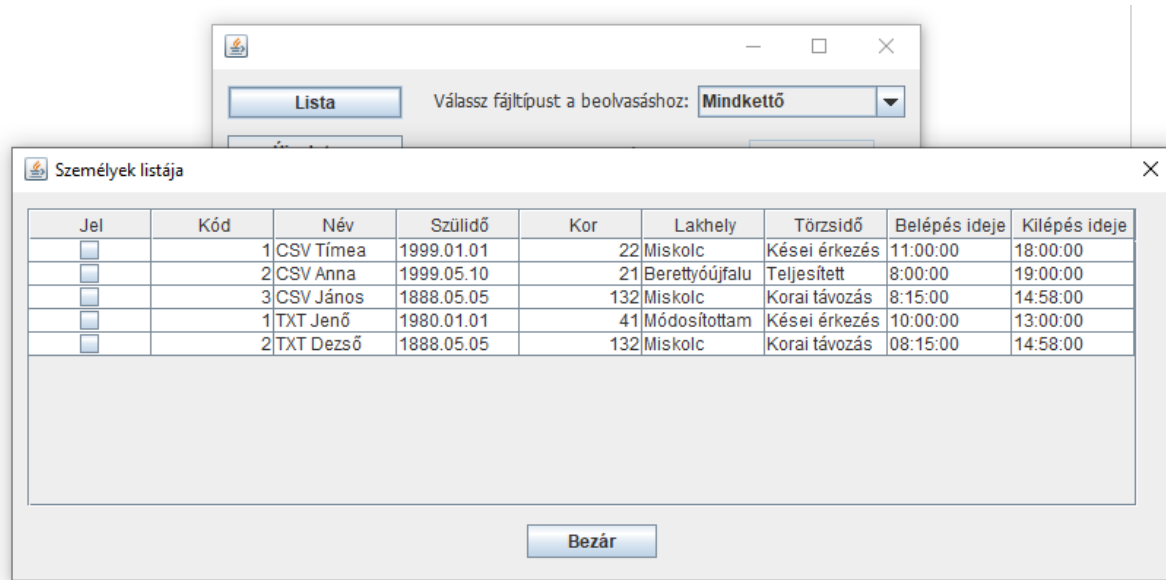 Lista Válassz fájltípust a beolvasáshoz: Mindkettő
Személyek listája
Jel Kód Név Szülidő Kor Lakhely Törzsidő Belépés ideje Kilépés ideje
1 CSV Tímea 1999.01.01 22 Miskolc Kései érkezés 11:00:00 18:00:00
2 CSV Anna 1999.05.10 21 Berettyóújfalu Teljesített 8:00:00 19:00:00
3 CSV János 1888.05.05 132 Miskolc Korai távozás 8:15:00 14:58:00
1 TXT Jenő 1980.01.01 41 Módosítottam Kései érkezés 10:00:00 13:00:00
2 TXT Dezső 1888.05.05 132 Miskolc Korai távozás 08:15:00 14:58:00
Bezár